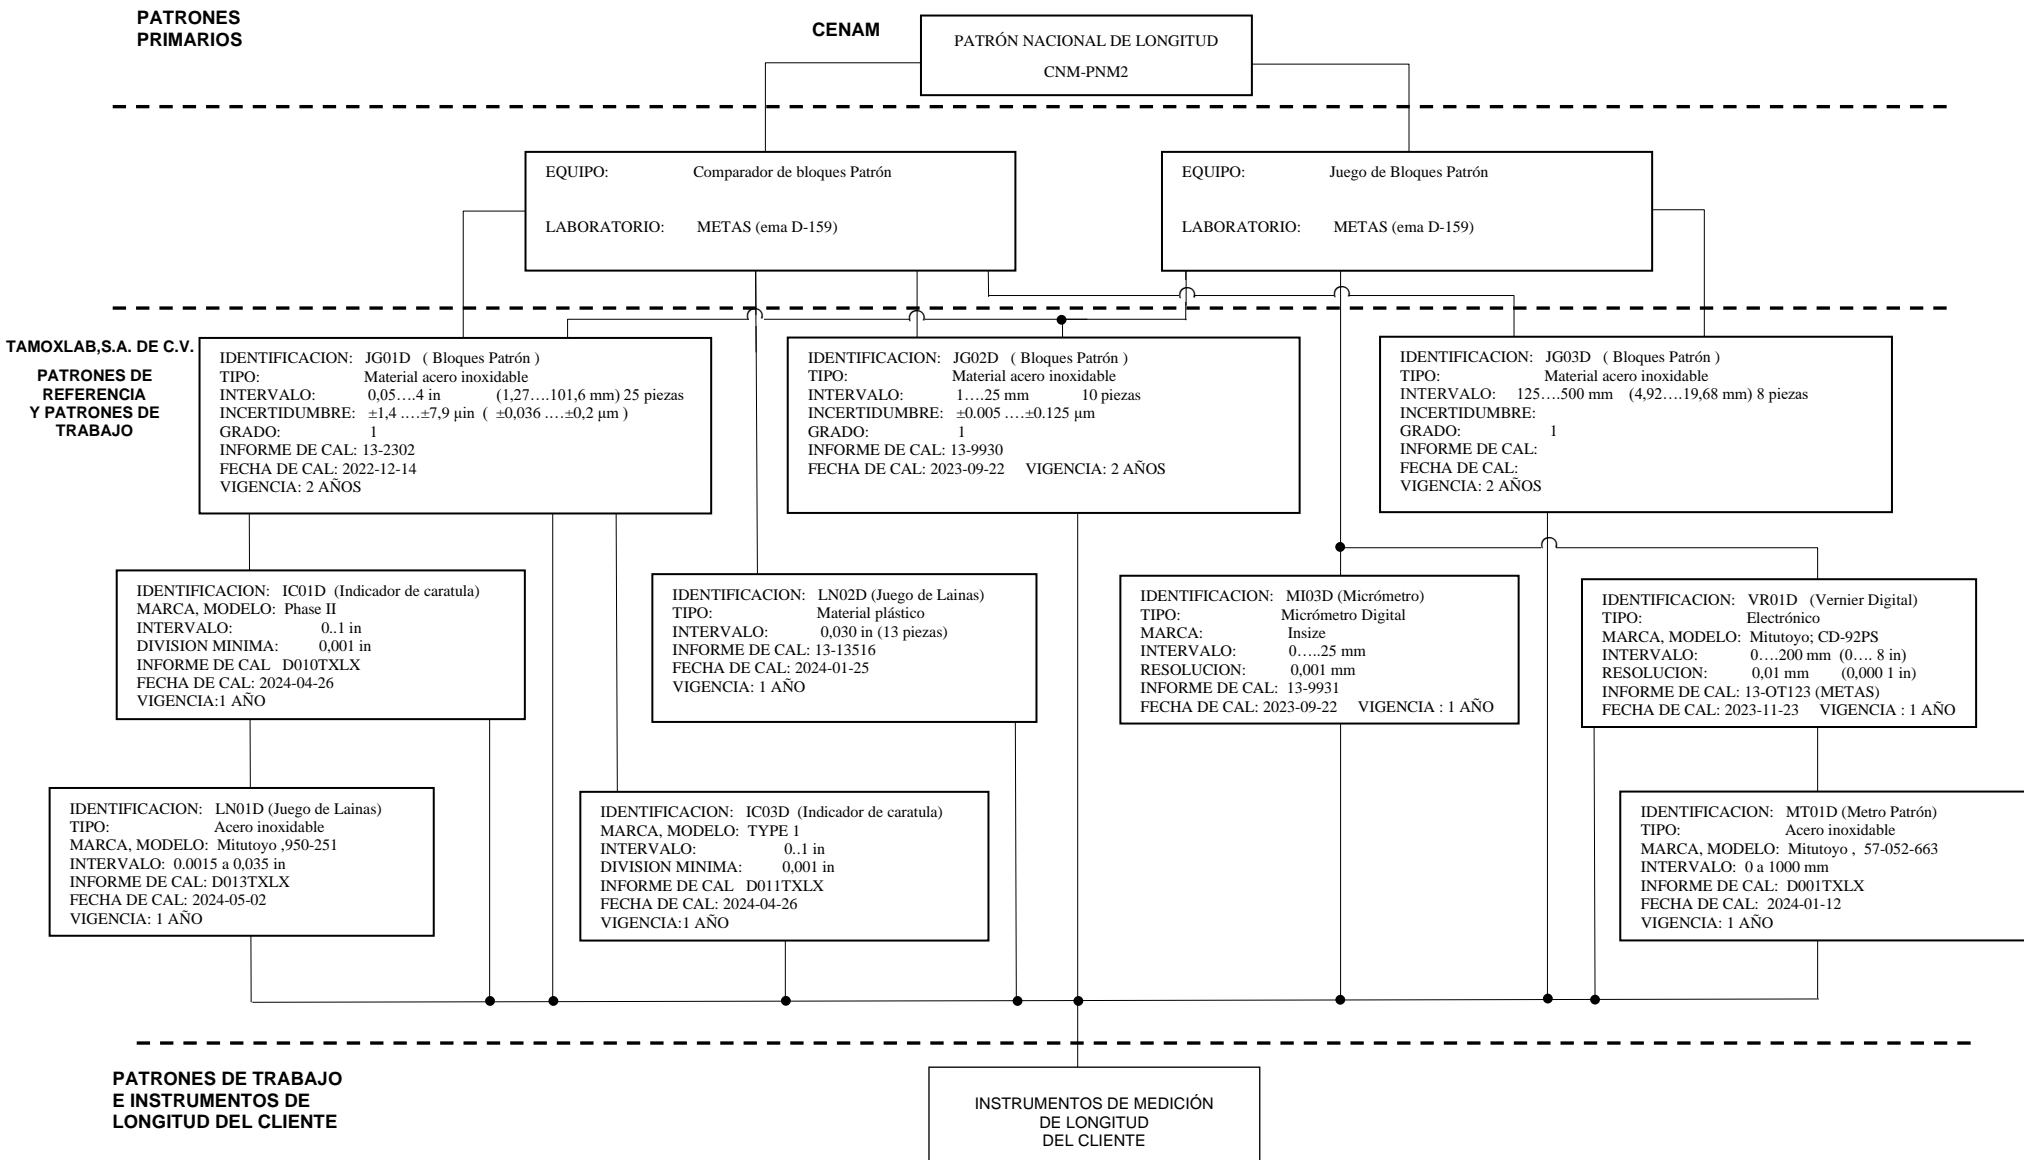 PATRONES
PRIMARIOS
CENAM
PATRÓN NACIONAL DE LONGITUD
CNM-PNM2
EQUIPO: Comparador de bloques Patrón
LABORATORIO: METAS (ema D-159)
EQUIPO: Juego de Bloques Patrón
LABORATORIO: METAS (ema D-159)
TAMOXLAB,S.A. DE C.V.
PATRONES DE
REFERENCIA
Y PATRONES DE
TRABAJO
IDENTIFICACION: JG01D ( Bloques Patrón )
TIPO: Material acero inoxidable
INTERVALO: 0,05….4 in (1,27….101,6 mm) 25 piezas
INCERTIDUMBRE: ±1,4 ….±7,9 µin ( ±0,036 ….±0,2 µm )
GRADO: 1
INFORME DE CAL: 13-2302
FECHA DE CAL: 2022-12-14
VIGENCIA: 2 AÑOS
IDENTIFICACION: JG02D ( Bloques Patrón )
TIPO: Material acero inoxidable
INTERVALO: 1….25 mm 10 piezas
INCERTIDUMBRE: ±0.005 ….±0.125 µm
GRADO: 1
INFORME DE CAL: 13-9930
FECHA DE CAL: 2023-09-22 VIGENCIA: 2 AÑOS
IDENTIFICACION: JG03D ( Bloques Patrón )
TIPO: Material acero inoxidable
INTERVALO: 125….500 mm (4,92….19,68 mm) 8 piezas
INCERTIDUMBRE:
GRADO: 1
INFORME DE CAL:
FECHA DE CAL:
VIGENCIA: 2 AÑOS
IDENTIFICACION: IC01D (Indicador de caratula)
MARCA, MODELO: Phase II
INTERVALO: 0..1 in
DIVISION MINIMA: 0,001 in
INFORME DE CAL D010TXLX
FECHA DE CAL: 2024-04-26
VIGENCIA:1 AÑO
IDENTIFICACION: LN02D (Juego de Lainas)
TIPO: Material plástico
INTERVALO: 0,030 in (13 piezas)
INFORME DE CAL: 13-13516
FECHA DE CAL: 2024-01-25
VIGENCIA: 1 AÑO
IDENTIFICACION: MI03D (Micrómetro)
TIPO: Micrómetro Digital
MARCA: Insize
INTERVALO: 0…..25 mm
RESOLUCION: 0,001 mm
INFORME DE CAL: 13-9931
FECHA DE CAL: 2023-09-22 VIGENCIA : 1 AÑO
IDENTIFICACION: VR01D (Vernier Digital)
TIPO: Electrónico
MARCA, MODELO: Mitutoyo; CD-92PS
INTERVALO: 0….200 mm (0…. 8 in)
RESOLUCION: 0,01 mm (0,000 1 in)
INFORME DE CAL: 13-OT123 (METAS)
FECHA DE CAL: 2023-11-23 VIGENCIA : 1 AÑO
IDENTIFICACION: LN01D (Juego de Lainas)
TIPO: Acero inoxidable
MARCA, MODELO: Mitutoyo ,950-251
INTERVALO: 0.0015 a 0,035 in
INFORME DE CAL: D013TXLX
FECHA DE CAL: 2024-05-02
VIGENCIA: 1 AÑO
IDENTIFICACION: IC03D (Indicador de caratula)
MARCA, MODELO: TYPE 1
INTERVALO: 0..1 in
DIVISION MINIMA: 0,001 in
INFORME DE CAL D011TXLX
FECHA DE CAL: 2024-04-26
VIGENCIA:1 AÑO
IDENTIFICACION: MT01D (Metro Patrón)
TIPO: Acero inoxidable
MARCA, MODELO: Mitutoyo , 57-052-663
INTERVALO: 0 a 1000 mm
INFORME DE CAL: D001TXLX
FECHA DE CAL: 2024-01-12
VIGENCIA: 1 AÑO
PATRONES DE TRABAJO
E INSTRUMENTOS DE
LONGITUD DEL CLIENTE
INSTRUMENTOS DE MEDICIÓN
DE LONGITUD
DEL CLIENTE